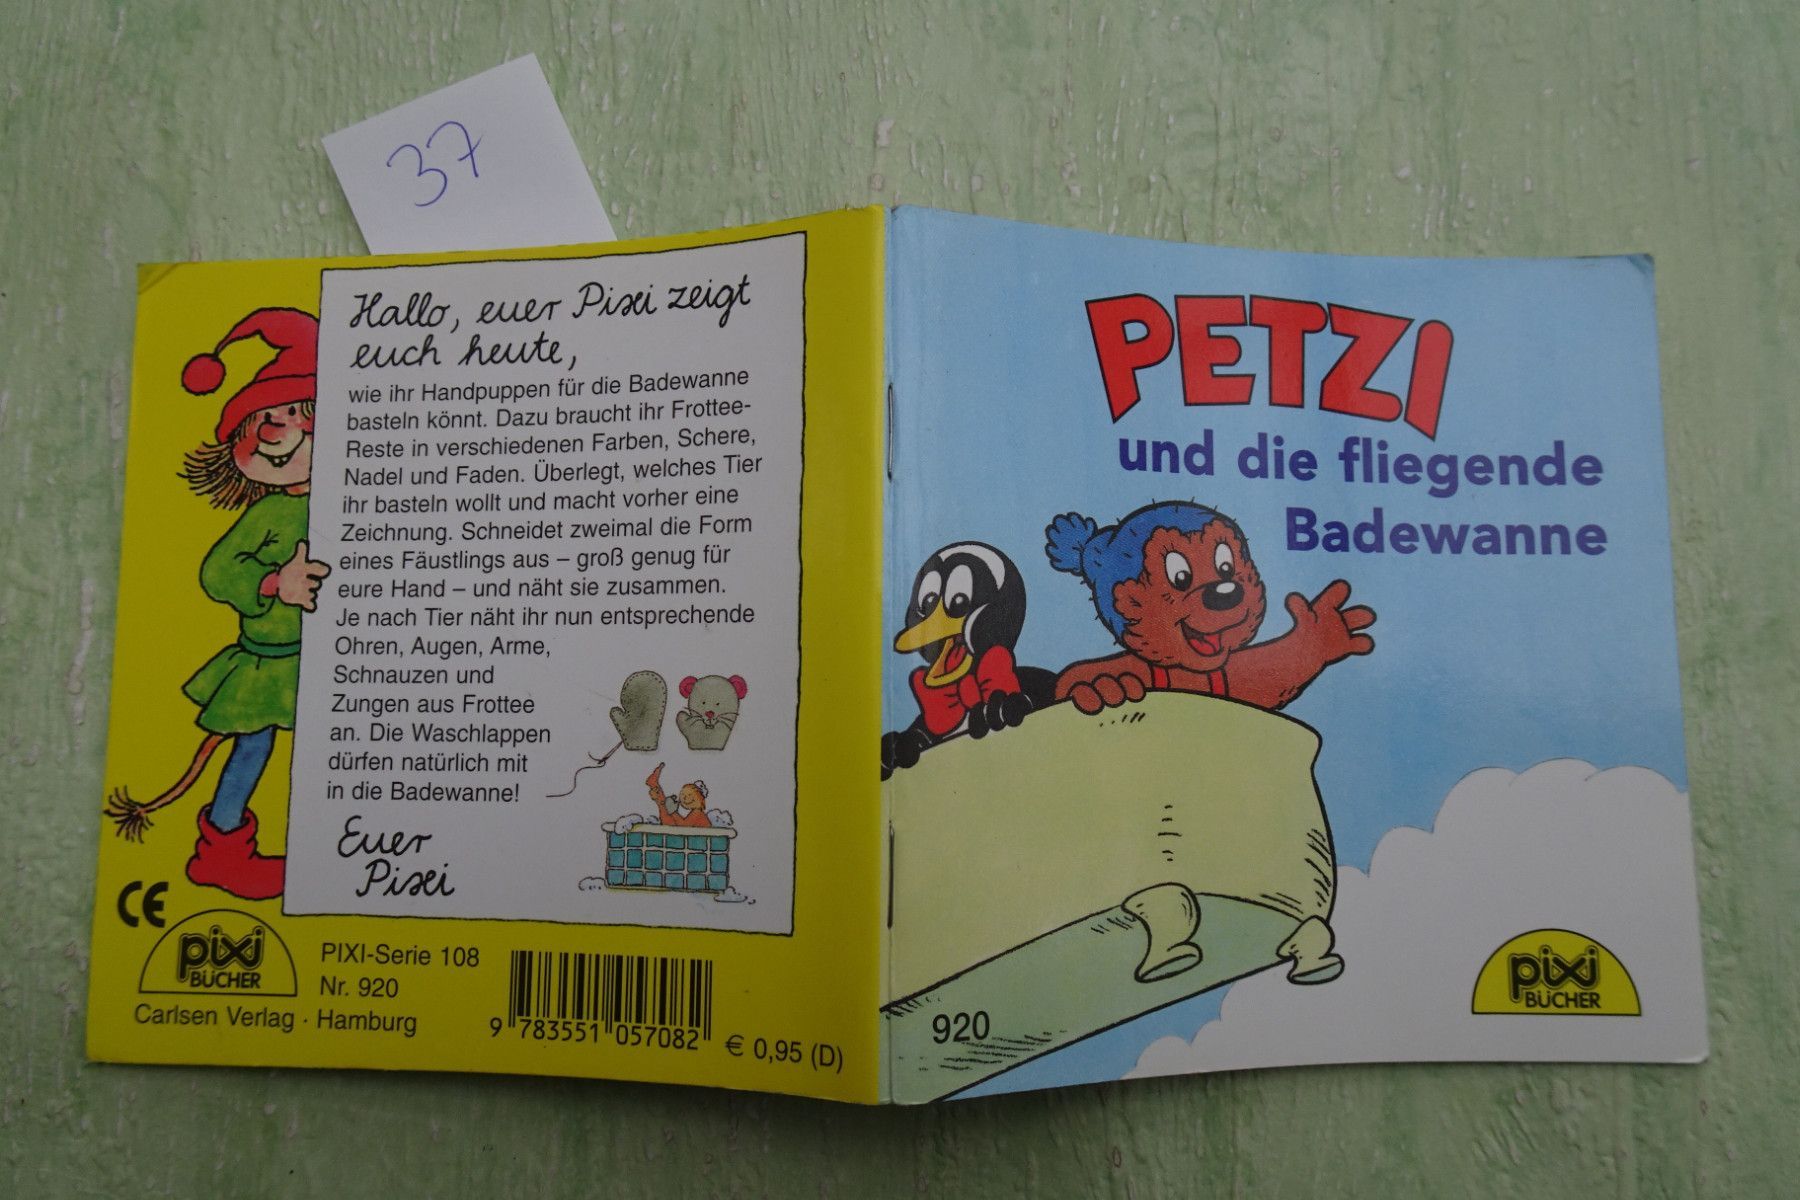 37
Hallo, euer Pixi zeigt
euch heute,
wie ihr Handpuppen für die Badewanne
basteln könnt. Dazu braucht ihr Frottee-
Reste in verschiedenen Farben, Schere,
Nadel und Faden. Überlegt, welches Tier
ihr basteln wollt und macht vorher eine
Zeichnung. Schneidet zweimal die Form
eines Fäustlings aus – groß genug für
eure Hand – und näht sie zusammen.
Je nach Tier näht ihr nun entsprechende
Ohren, Augen, Arme,
Schnauzen und
Zungen aus Frottee
an. Die Waschlappen
dürfen natürlich mit
in die Badewanne!
Euer
Pixi
CE
pixi
BÜCHER
PIXI-Serie 108
Nr. 920
Carlsen Verlag · Hamburg
9 783551 057082
€ 0,95 (D)
PETZI
und die fliegende
Badewanne
920
pixi
BÜCHER